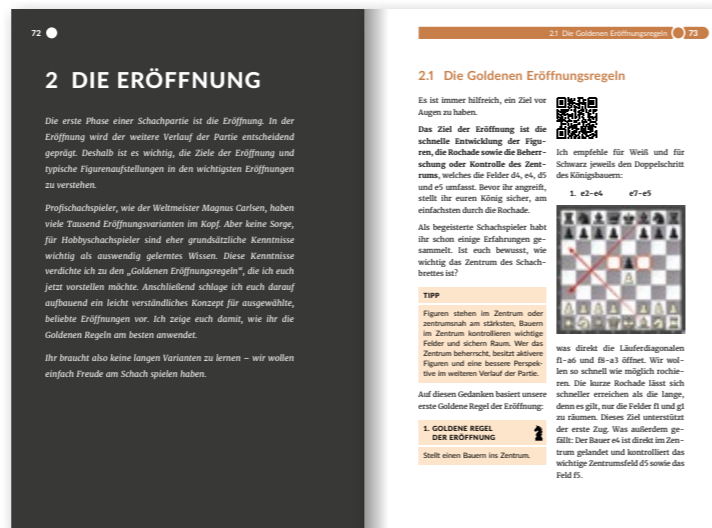 72
2 DIE ERÖFFNUNG
Die erste Phase einer Schachpartie ist die Eröffnung. In der
Eröffnung wird der weitere Verlauf der Partie entscheidend
geprägt. Deshalb ist es wichtig, die Ziele der Eröffnung und
typische Figurenaufstellungen in den wichtigsten Eröffnungen
zu verstehen.
Profischachspieler, wie der Weltmeister Magnus Carlsen, haben
viele Tausend Eröffnungsvarianten im Kopf. Aber keine Sorge,
für Hobbyschachspieler sind eher grundsätzliche Kenntnisse
wichtig als auswendig gelerntes Wissen. Diese Kenntnisse
verdichte ich zu den „Goldenen Eröffnungsregeln“, die ich euch
jetzt vorstellen möchte. Anschließend schlage ich euch darauf
aufbauend ein leicht verständliches Konzept für ausgewählte,
beliebte Eröffnungen vor. Ich zeige euch damit, wie ihr die
Goldenen Regeln am besten anwendet.
Ihr braucht also keine langen Varianten zu lernen – wir wollen
einfach Freude am Schach spielen haben.
2.1 Die Goldenen Eröffnungsregeln 73
2.1 Die Goldenen Eröffnungsregeln
Es ist immer hilfreich, ein Ziel vor
Augen zu haben.
Das Ziel der Eröffnung ist die
schnelle Entwicklung der Figu-
ren, die Rochade sowie die Beherr-
schung oder Kontrolle des Zent-
rums, welches die Felder d4, e4, d5
und e5 umfasst. Bevor ihr angreift,
stellt ihr euren König sicher, am
einfachsten durch die Rochade.
Als begeisterte Schachspieler habt
ihr schon einige Erfahrungen ge-
sammelt. Ist euch bewusst, wie
wichtig das Zentrum des Schach-
brettes ist?
TIPP
Figuren stehen im Zentrum oder
zentrumsnah am stärksten, Bauern
im Zentrum kontrollieren wichtige
Felder und sichern Raum. Wer das
Zentrum beherrscht, besitzt aktivere
Figuren und eine bessere Perspek-
tive im weiteren Verlauf der Partie.
Auf diesen Gedanken basiert unsere
erste Goldene Regel der Eröffnung:
1. GOLDENE REGEL
DER ERÖFFNUNG
Stellt einen Bauern ins Zentrum.
Ich empfehle für Weiß und für
Schwarz jeweils den Doppelschritt
des Königsbauern:
1. e2-e4 e7-e5
was direkt die Läuferdiagonalen
f1-a6 und f8-a3 öffnet. Wir wol-
len so schnell wie möglich rochie-
ren. Die kurze Rochade lässt sich
schneller erreichen als die lange,
denn es gilt, nur die Felder f1 und g1
zu räumen. Dieses Ziel unterstützt
der erste Zug. Was außerdem ge-
fällt: Der Bauer e4 ist direkt im Zen-
trum gelandet und kontrolliert das
wichtige Zentrumsfeld d5 sowie das
Feld f5.